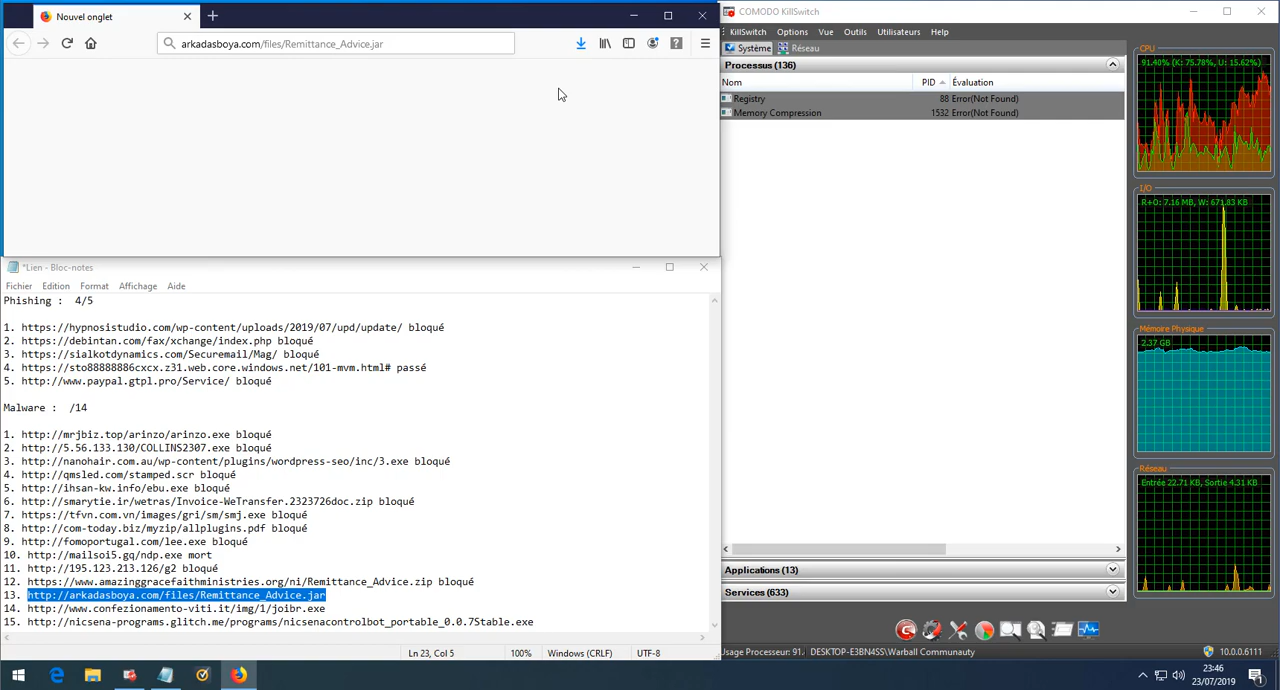 Nouvel onglet
arkadasboya.com/files/Remittance_Advice.jar
*Lien - Bloc-notes
Fichier Edition Format Affichage Aide
Phishing : 4/5
1. https://hypnosistudio.com/wp-content/uploads/2019/07/upd/update/ bloqué
2. https://debintan.com/fax/xchange/index.php bloqué
3. https://sialkotdynamics.com/Securemail/Mag/ bloqué
4. https://sto88888886cxcx.z31.web.core.windows.net/101-mvm.html# passé
5. http://www.paypal.gtpl.pro/Service/ bloqué
Malware : /14
1. http://mrjbiz.top/arinzo/arinzo.exe bloqué
2. http://5.56.133.130/COLLINS2307.exe bloqué
3. http://nanohair.com.au/wp-content/plugins/wordpress-seo/inc/3.exe bloqué
4. http://qmsled.com/stamped.scr bloqué
5. http://ihsan-kw.info/ebu.exe bloqué
6. http://smarytie.ir/wetras/Invoice-WeTransfer.2323726doc.zip bloqué
7. https://tfvn.com.vn/images/gri/sm/smj.exe bloqué
8. http://com-today.biz/myzip/allplugins.pdf bloqué
9. http://fomoportugal.com/lee.exe bloqué
10. http://mailsoi5.gq/ndp.exe mort
11. http://195.123.213.126/g2 bloqué
12. https://www.amazinggracefaithministries.org/ni/Remittance_Advice.zip bloqué
13. http://arkadasboya.com/files/Remittance_Advice.jar
14. http://www.confezionamento-viti.it/img/1/joibr.exe
15. http://nicsena-programs.glitch.me/programs/nicsenacontrolbot_portable_0.0.7Stable.exe
Ln 23, Col 5 100% Windows (CRLF) UTF-8
COMODO KillSwitch
KillSwitch Options Vue Outils Utilisateurs Help
Système Réseau
Processus (136)
Nom PID Évaluation
Registry 88 Error(Not Found)
Memory Compression 1532 Error(Not Found)
Applications (13)
Services (633)
CPU
91.40% (K: 75.78%, U: 15.62%)
I/O
R+O: 7.16 MB, W: 671.83 KB
Mémoire Physique
2.37 GB
Réseau
Entrée 22.71 KB, Sortie 4.31 KB
Usage Processeur: 91. DESKTOP-E3BN4SS\Warball Communauty 10.0.0.6111
23:46
23/07/2019